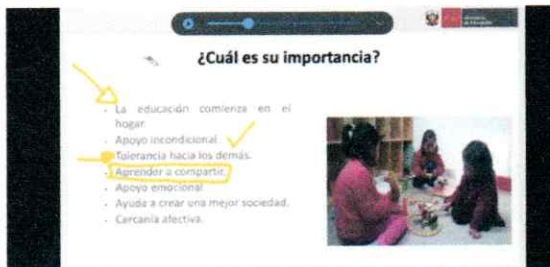 ¿Cuál es su importancia?
La educación comienza en el
hogar.
Apoyo incondicional.
Tolerancia hacia los demás.
Aprender a compartir.
Apoyo emocional
Ayuda a crear una mejor sociedad.
Cercanía afectiva.